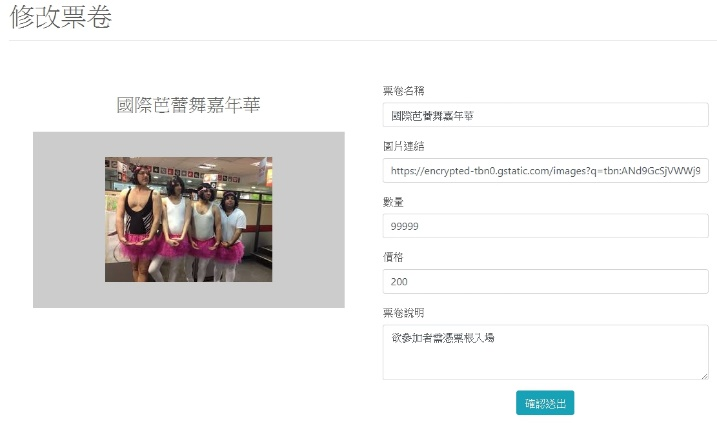 修改票卷
國際芭蕾舞嘉年華
票卷名稱
國際芭蕾舞嘉年華
圖片連結
https://encrypted-tbn0.gstatic.com/images?q=tbn:ANd9GcSjVWWj9
數量
99999
價格
200
票卷說明
欲參加者需憑票根入場
確認送出